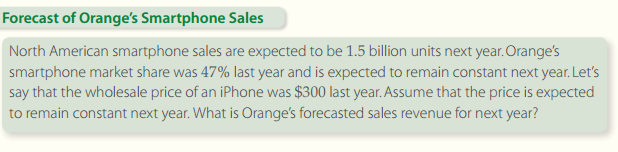 Forecast of Orange's Smartphone Sales
North American smartphone sales are expected to be 1.5 billion units next year. Orange's
smartphone market share was 47% last year and is expected to remain constant next year. Let's
say that the wholesale price of an iPhone was $300 last year. Assume that the price is expected
to remain constant next year. What is Orange's forecasted sales revenue for next year?